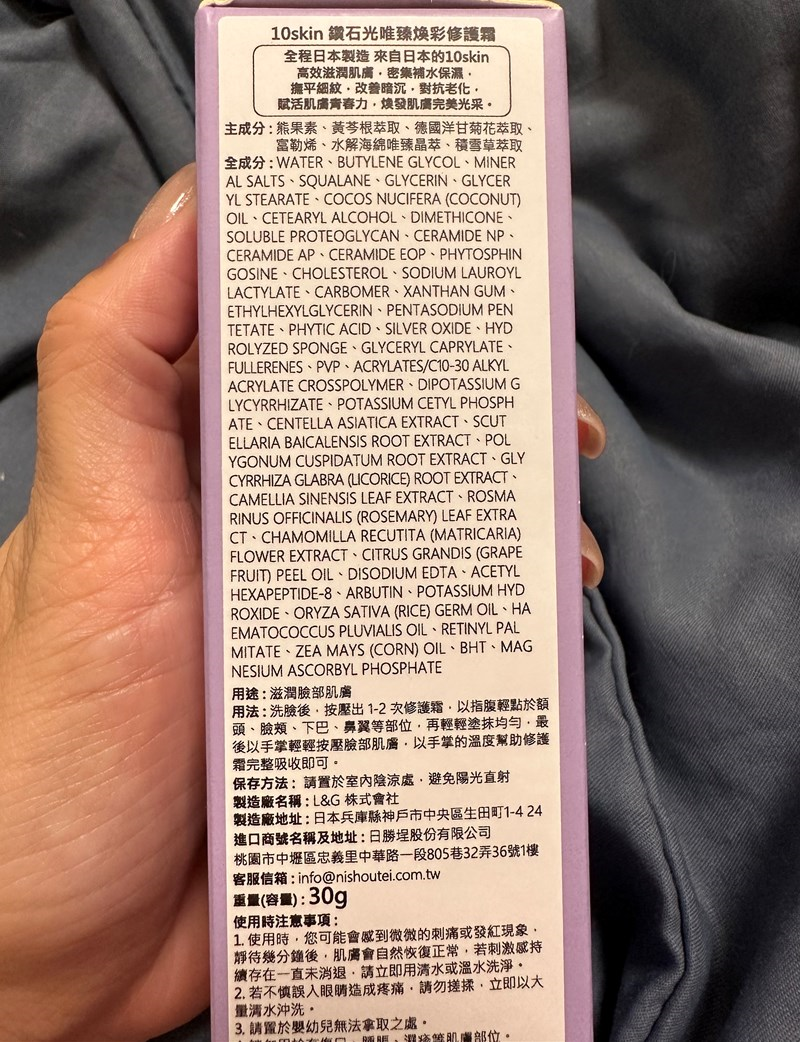 10skin 鑽石光唯臻煥彩修護霜
全程日本製造 來自日本的10skin
高效滋潤肌膚，密集補水保濕，
撫平細紋，改善暗沉，對抗老化，
賦活肌膚青春力，煥發肌膚完美光采。
主成分：熊果素、黃芩根萃取、德國洋甘菊花萃取、
富勒烯、水解海綿唯臻晶萃、積雪草萃取
全成分：WATER、BUTYLENE GLYCOL、MINER
AL SALTS、SQUALANE、GLYCERIN、GLYCER
YL STEARATE、COCOS NUCIFERA (COCONUT)
OIL、CETEARYL ALCOHOL、DIMETHICONE、
SOLUBLE PROTEOGLYCAN、CERAMIDE NP、
CERAMIDE AP、CERAMIDE EOP、PHYTOSPHIN
GOSINE、CHOLESTEROL、SODIUM LAUROYL
LACTYLATE、CARBOMER、XANTHAN GUM、
ETHYLHEXYLGLYCERIN、PENTASODIUM PEN
TETATE、PHYTIC ACID、SILVER OXIDE、HYD
ROLYZED SPONGE、GLYCERYL CAPRYLATE、
FULLERENES、PVP、ACRYLATES/C10-30 ALKYL
ACRYLATE CROSSPOLYMER、DIPOTASSIUM G
LYCYRRHIZATE、POTASSIUM CETYL PHOSPH
ATE、CENTELLA ASIATICA EXTRACT、SCUT
ELLARIA BAICALENSIS ROOT EXTRACT、POL
YGONUM CUSPIDATUM ROOT EXTRACT、GLY
CYRRHIZA GLABRA (LICORICE) ROOT EXTRACT、
CAMELLIA SINENSIS LEAF EXTRACT、ROSMA
RINUS OFFICINALIS (ROSEMARY) LEAF EXTRA
CT、CHAMOMILLA RECUTITA (MATRICARIA)
FLOWER EXTRACT、CITRUS GRANDIS (GRAPE
FRUIT) PEEL OIL、DISODIUM EDTA、ACETYL
HEXAPEPTIDE-8、ARBUTIN、POTASSIUM HYD
ROXIDE、ORYZA SATIVA (RICE) GERM OIL、HA
EMATOCOCCUS PLUVIALIS OIL、RETINYL PAL
MITATE、ZEA MAYS (CORN) OIL、BHT、MAG
NESIUM ASCORBYL PHOSPHATE
用途：滋潤臉部肌膚
用法：洗臉後，按壓出 1-2 次修護霜，以指腹輕點於額
頭、臉頰、下巴、鼻翼等部位，再輕輕塗抹均勻，最
後以手掌輕輕按壓臉部肌膚，以手掌的溫度幫助修護
霜完整吸收即可。
保存方法：請置於室內陰涼處，避免陽光直射
製造廠名稱：L&G 株式會社
製造廠地址：日本兵庫縣神戶市中央區生田町1-4 24
進口商號名稱及地址：日勝埕股份有限公司
桃園市中壢區忠義里中華路一段805巷32弄36號1樓
客服信箱：info@nishoutei.com.tw
重量(容量)：30g
使用時注意事項：
1. 使用時，您可能會感到微微的刺痛或發紅現象，
靜待幾分鐘後，肌膚會自然恢復正常，若刺激感持
續存在一直未消退，請立即用清水或溫水洗淨。
2. 若不慎誤入眼睛造成疼痛，請勿搓揉，立即以大
量清水沖洗。
3. 請置於嬰幼兒無法拿取之處。
等肌膚部位。